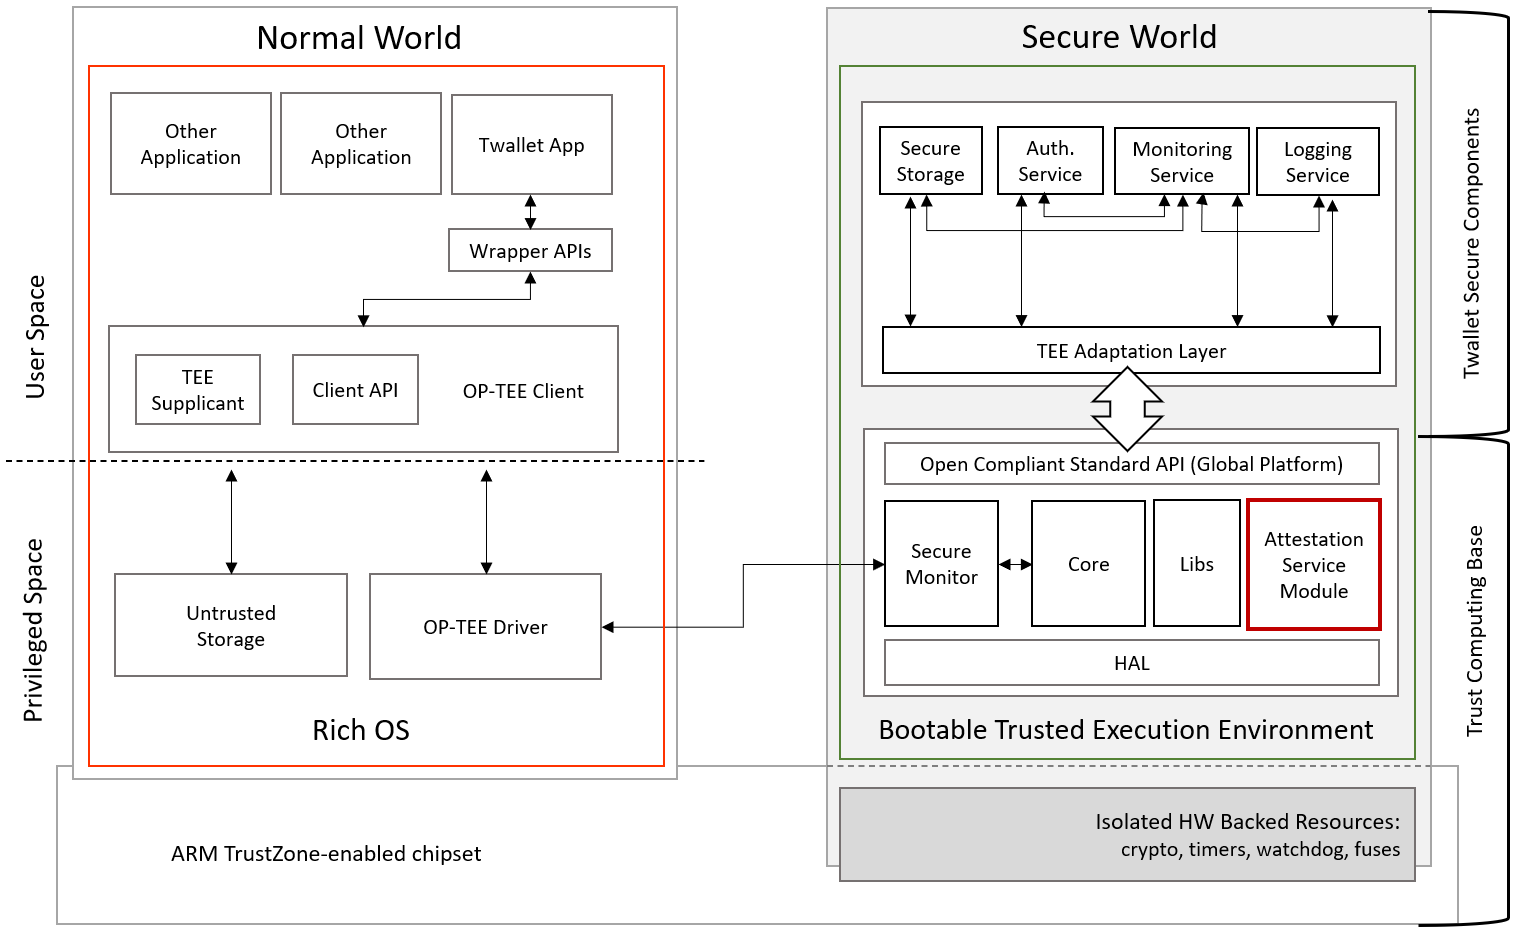 Normal World
Other
Application
Other
Application
Twallet App
Wrapper APIs
TEE
Supplicant
Client API
OP-TEE Client
User Space
Privileged Space
Untrusted
Storage
OP-TEE Driver
Rich OS
ARM TrustZone-enabled chipset
Secure World
Secure
Storage
Auth.
Service
Monitoring
Service
Logging
Service
TEE Adaptation Layer
Open Compliant Standard API (Global Platform)
Secure
Monitor
Core
Libs
Attestation
Service
Module
HAL
Bootable Trusted Execution Environment
Isolated HW Backed Resources:
crypto, timers, watchdog, fuses
Twallet Secure Components
Trust Computing Base